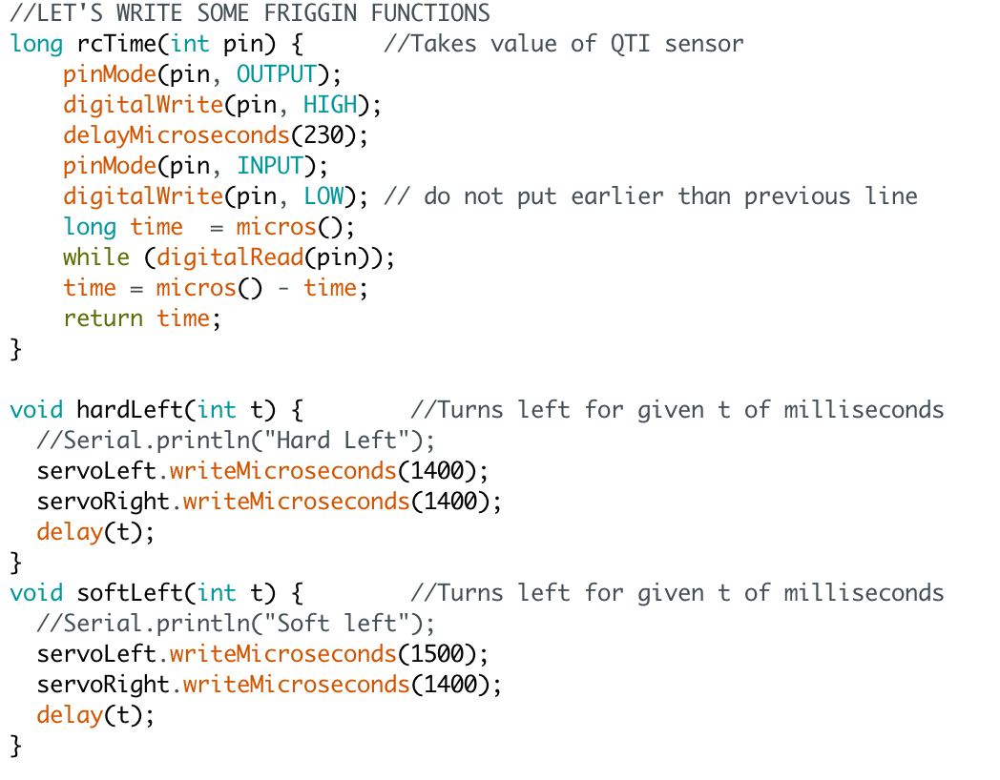 //LET'S WRITE SOME FRIGGIN FUNCTIONS
long rcTime(int pin) {      //Takes value of QTI sensor
    pinMode(pin, OUTPUT);
    digitalWrite(pin, HIGH);
    delayMicroseconds(230);
    pinMode(pin, INPUT);
    digitalWrite(pin, LOW); // do not put earlier than previous line
    long time  = micros();
    while (digitalRead(pin));
    time = micros() - time;
    return time;
}

void hardLeft(int t) {        //Turns left for given t of milliseconds
  //Serial.println("Hard Left");
  servoLeft.writeMicroseconds(1400);
  servoRight.writeMicroseconds(1400);
  delay(t);
}
void softLeft(int t) {        //Turns left for given t of milliseconds
  //Serial.println("Soft left");
  servoLeft.writeMicroseconds(1500);
  servoRight.writeMicroseconds(1400);
  delay(t);
}